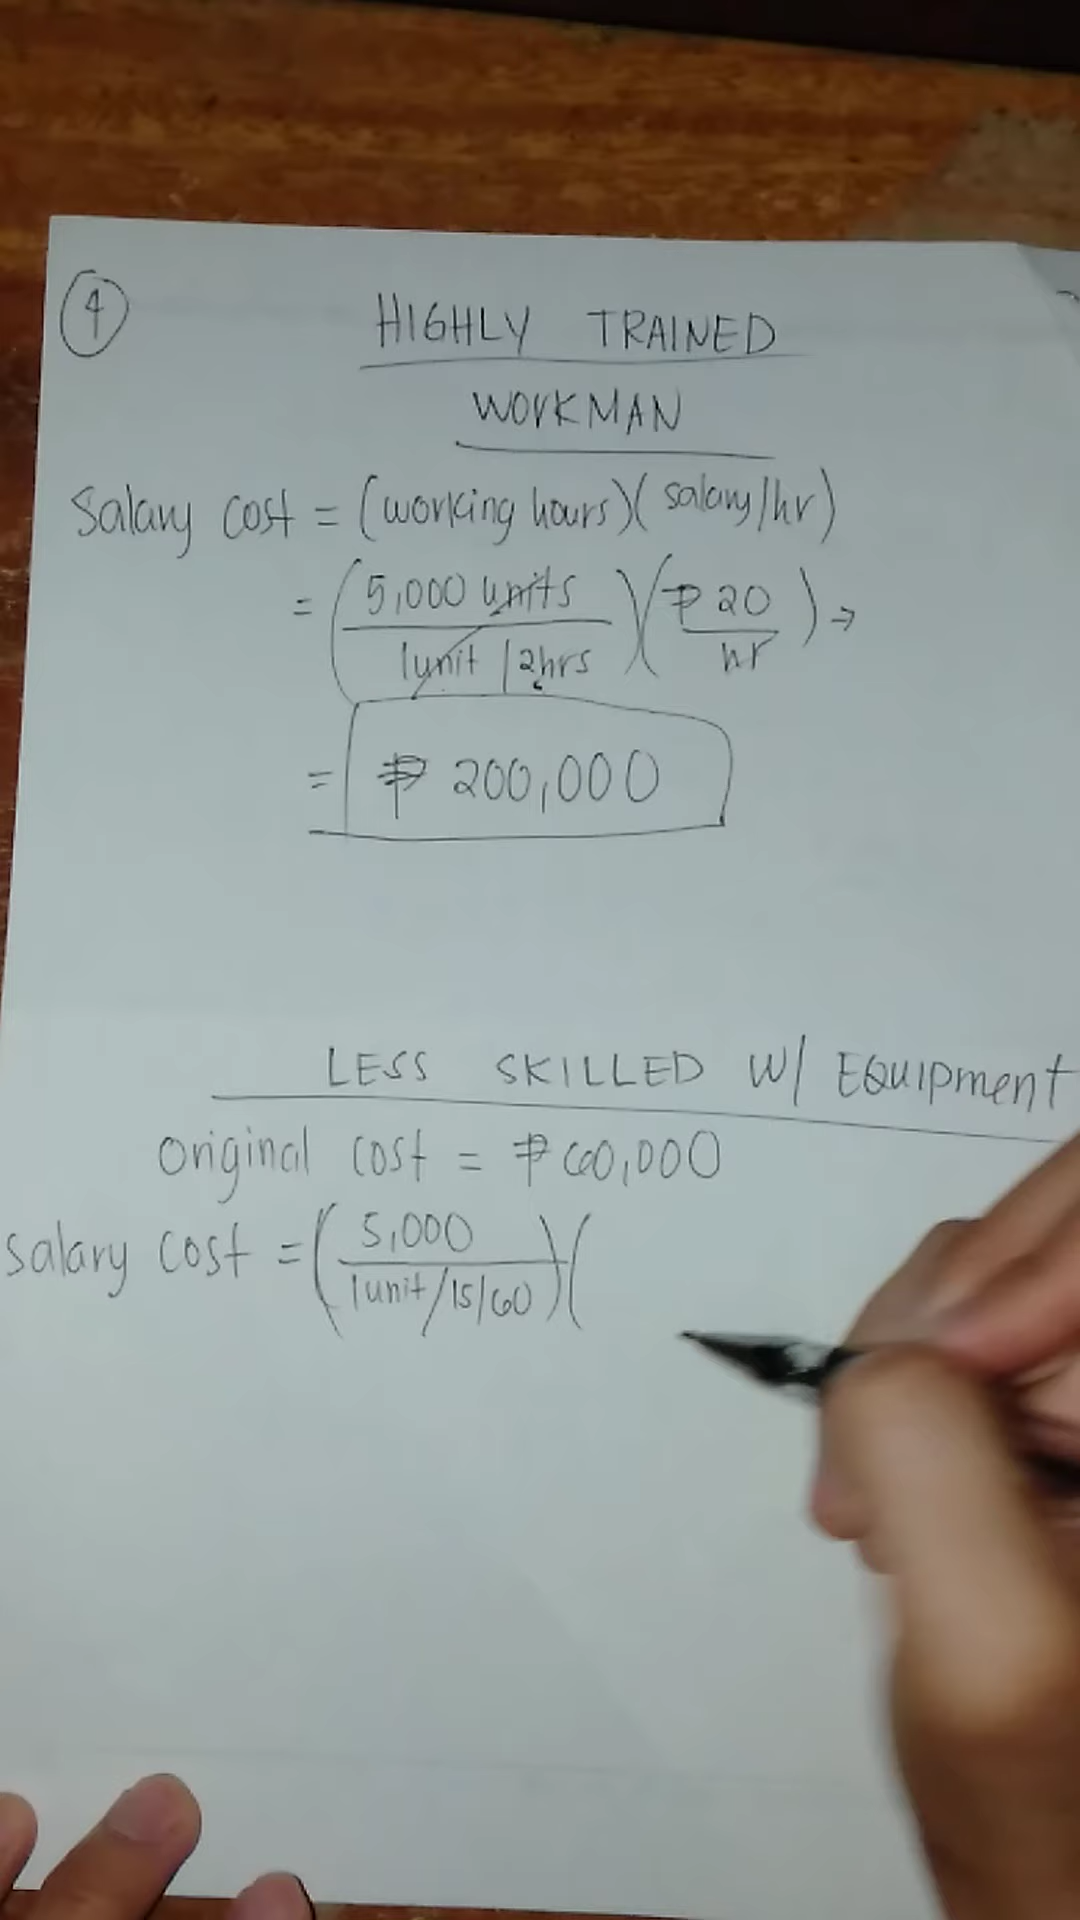 4
HIGHLY TRAINED
WORKMAN
Salary cost = (working hours)(salary/hr)
= (5,000 units / 1unit / 2hrs)(₱20 / hr) →
= ₱ 200,000
LESS SKILLED W/ EQUIPMENT
original cost = ₱60,000
Salary cost = (5,000 / 1unit/15/60)(